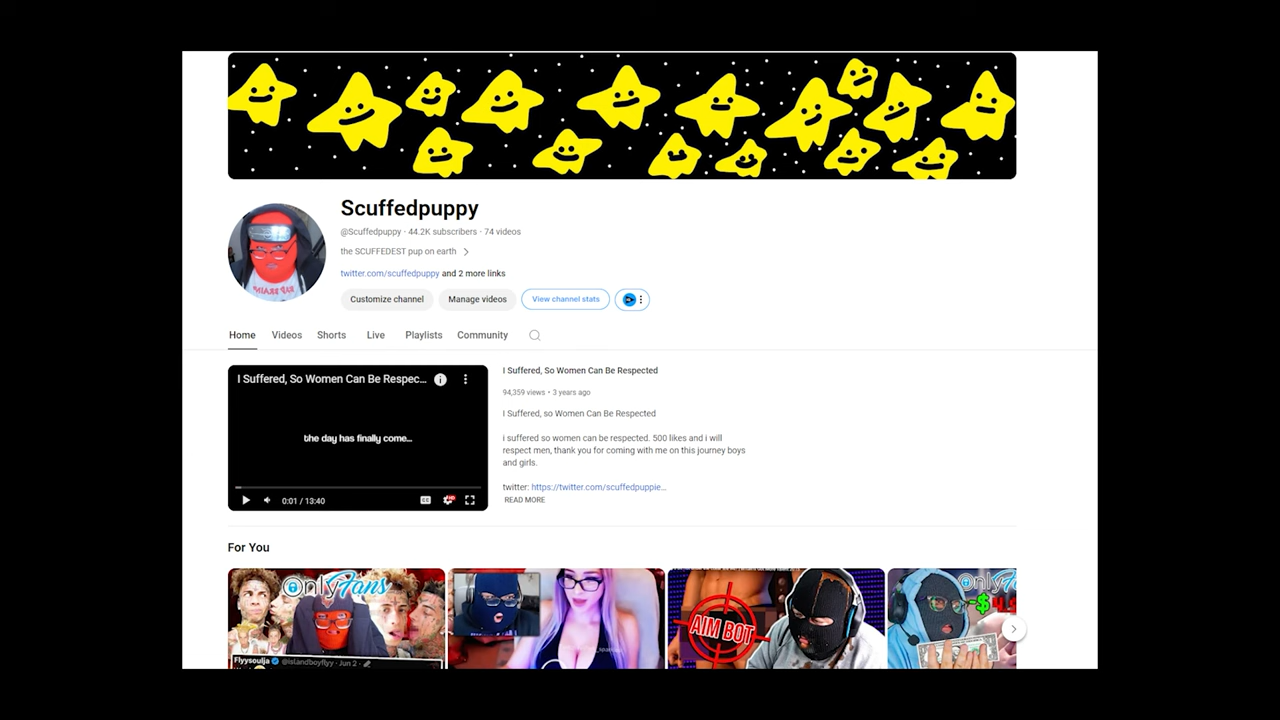 Scuffedpuppy
@Scuffedpuppy · 44.2K subscribers · 74 videos
the SCUFFEDEST pup on earth
twitter.com/scuffedpuppy and 2 more links
Customize channel Manage videos View channel stats
Home Videos Shorts Live Playlists Community
I Suffered, So Women Can Be Respec...
the day has finally come...
0:01 / 13:40
I Suffered, So Women Can Be Respected
94,359 views • 3 years ago
I Suffered, so Women Can Be Respected
i suffered so women can be respected. 500 likes and i will
respect men, thank you for coming with me on this journey boys
and girls.
twitter: https://twitter.com/scuffedpuppie...
READ MORE
For You
OnlyFans
Flyysoulja @islandboyflyy · Jun 2 ·
AIM BOT